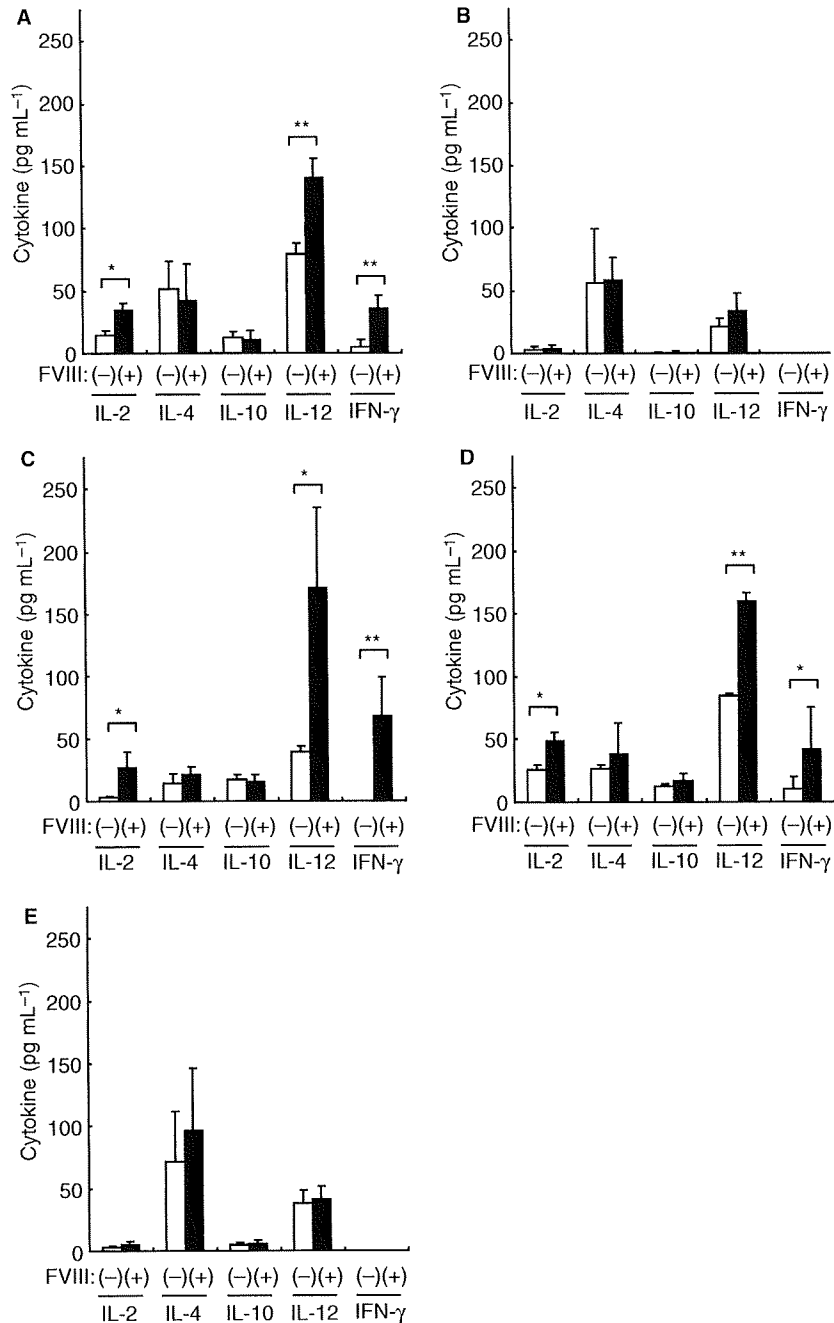 A
250
200
150
100
50
0
Cytokine (pg mL⁻¹)
*
**
**
FVIII: (–)(+) (–)(+) (–)(+) (–)(+) (–)(+)
IL-2 IL-4 IL-10 IL-12 IFN-γ
B
250
200
150
100
50
0
Cytokine (pg mL⁻¹)
FVIII: (–)(+) (–)(+) (–)(+) (–)(+) (–)(+)
IL-2 IL-4 IL-10 IL-12 IFN-γ
C
250
200
150
100
50
0
Cytokine (pg mL⁻¹)
*
*
**
FVIII: (–)(+) (–)(+) (–)(+) (–)(+) (–)(+)
IL-2 IL-4 IL-10 IL-12 IFN-γ
D
250
200
150
100
50
0
Cytokine (pg mL⁻¹)
*
**
*
FVIII: (–)(+) (–)(+) (–)(+) (–)(+) (–)(+)
IL-2 IL-4 IL-10 IL-12 IFN-γ
E
250
200
150
100
50
0
Cytokine (pg mL⁻¹)
FVIII: (–)(+) (–)(+) (–)(+) (–)(+) (–)(+)
IL-2 IL-4 IL-10 IL-12 IFN-γ